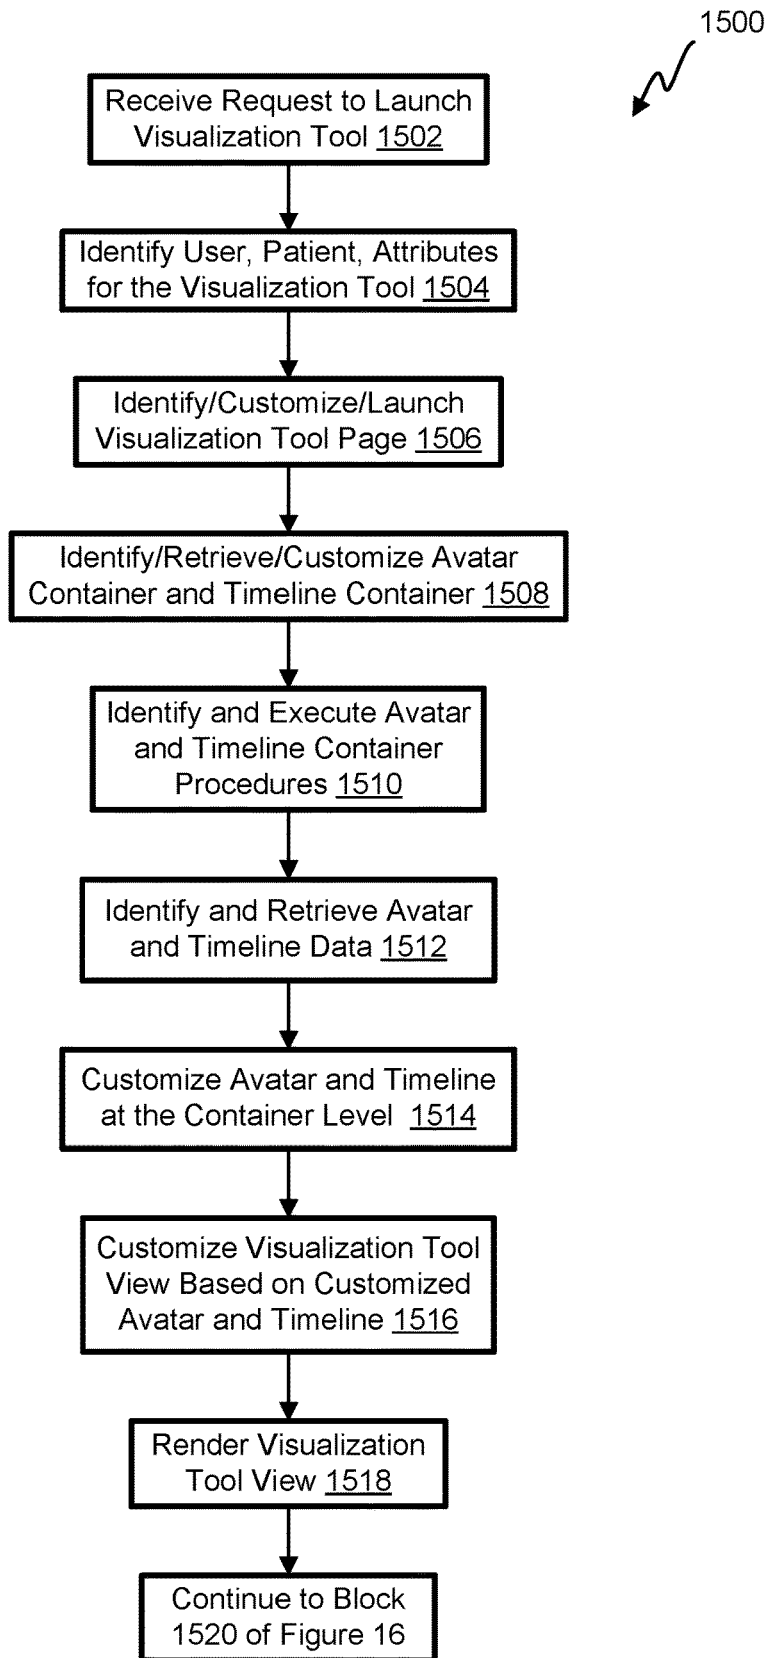 1500
Receive Request to Launch
Visualization Tool 1502
Identify User, Patient, Attributes
for the Visualization Tool 1504
Identify/Customize/Launch
Visualization Tool Page 1506
Identify/Retrieve/Customize Avatar
Container and Timeline Container 1508
Identify and Execute Avatar
and Timeline Container
Procedures 1510
Identify and Retrieve Avatar
and Timeline Data 1512
Customize Avatar and Timeline
at the Container Level 1514
Customize Visualization Tool
View Based on Customized
Avatar and Timeline 1516
Render Visualization
Tool View 1518
Continue to Block
1520 of Figure 16